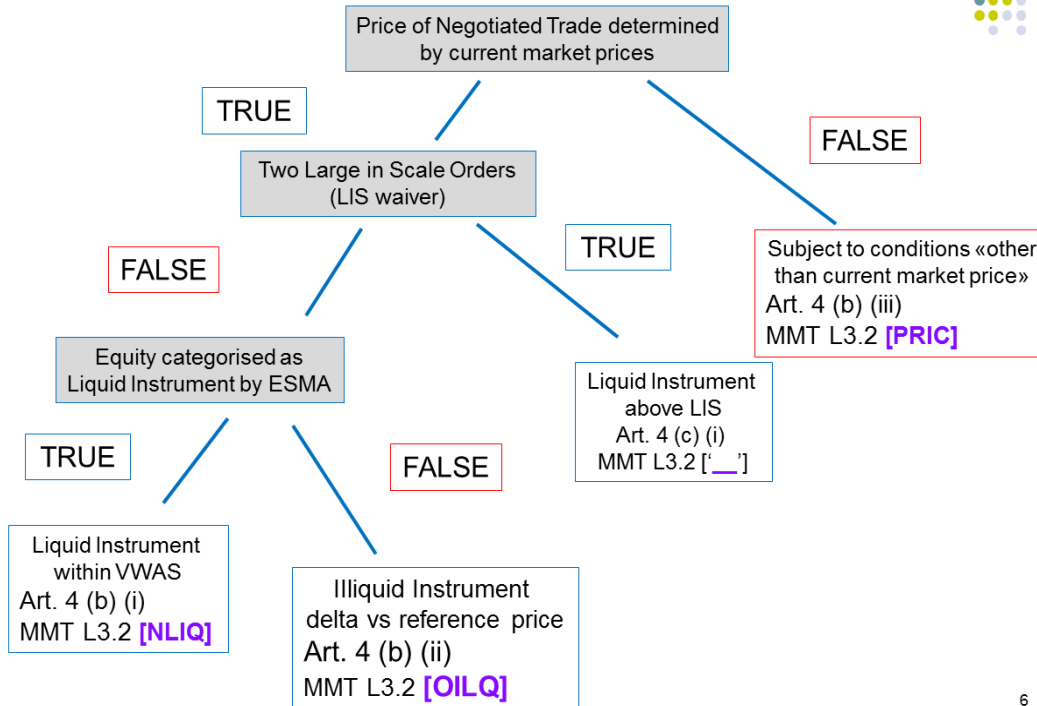 Price of Negotiated Trade determined
by current market prices
TRUE
FALSE
Two Large in Scale Orders
(LIS waiver)
FALSE
TRUE
Subject to conditions «other
than current market price»
Art. 4 (b) (iii)
MMT L3.2 [PRIC]
Equity categorised as
Liquid Instrument by ESMA
Liquid Instrument
above LIS
Art. 4 (c) (i)
MMT L3.2 [‘__’]
TRUE
FALSE
Liquid Instrument
within VWAS
Art. 4 (b) (i)
MMT L3.2 [NLIQ]
Illiquid Instrument
delta vs reference price
Art. 4 (b) (ii)
MMT L3.2 [OILQ]
6